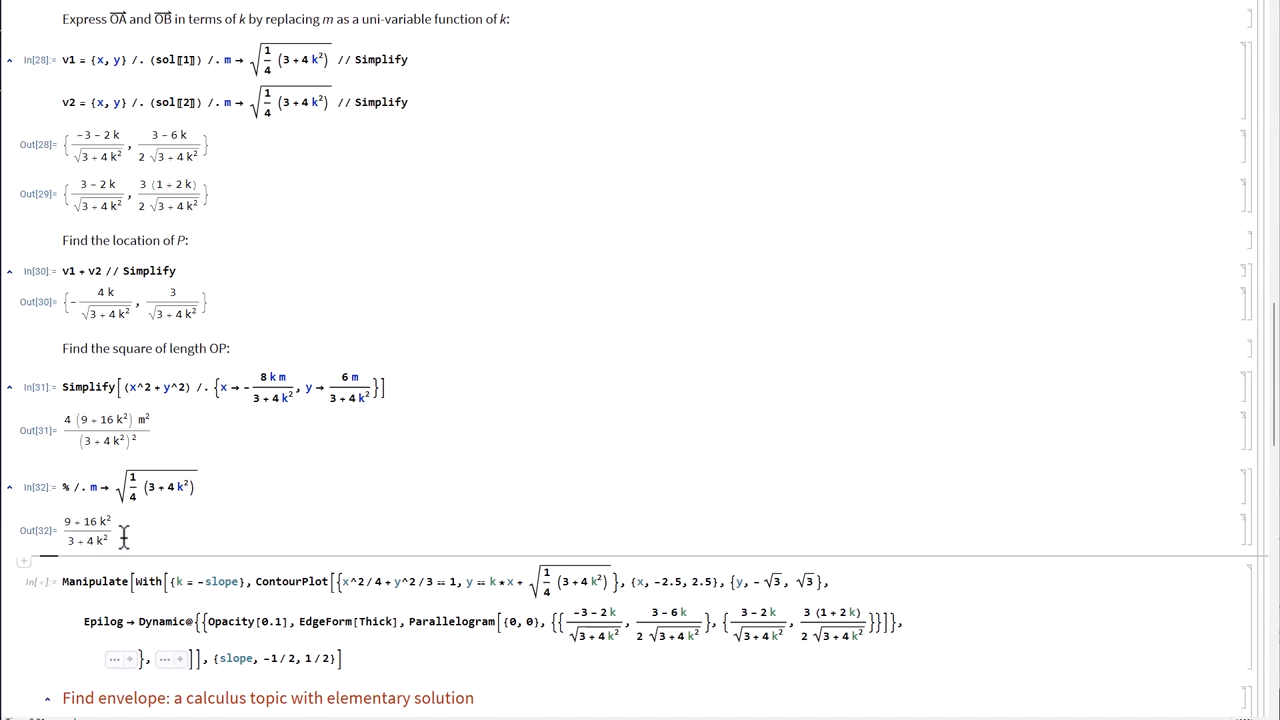 Express OA and OB in terms of k by replacing m as a uni-variable function of k:
In[28]:= v1 = {x, y} /. (sol〚1〛) /. m → √(1/4 (3 + 4 k²)) // Simplify
v2 = {x, y} /. (sol〚2〛) /. m → √(1/4 (3 + 4 k²)) // Simplify
Out[28]= {(-3 - 2 k)/√(3 + 4 k²), (3 - 6 k)/(2 √(3 + 4 k²))}
Out[29]= {(3 - 2 k)/√(3 + 4 k²), (3 (1 + 2 k))/(2 √(3 + 4 k²))}
Find the location of P:
In[30]:= v1 + v2 // Simplify
Out[30]= {-(4 k)/√(3 + 4 k²), 3/√(3 + 4 k²)}
Find the square of length OP:
In[31]:= Simplify[(x^2 + y^2) /. {x → -(8 k m)/(3 + 4 k²), y → (6 m)/(3 + 4 k²)}]
Out[31]= (4 (9 + 16 k²) m²)/(3 + 4 k²)²
In[32]:= % /. m → √(1/4 (3 + 4 k²))
Out[32]= (9 + 16 k²)/(3 + 4 k²)
In[∘]:= Manipulate[With[{k = -slope}, ContourPlot[{x^2 / 4 + y^2 / 3 == 1, y == k * x + √(1/4 (3 + 4 k²))}, {x, -2.5, 2.5}, {y, -√3, √3},
Epilog → Dynamic@{{Opacity[0.1], EdgeForm[Thick], Parallelogram[{0, 0}, {{(-3 - 2 k)/√(3 + 4 k²), (3 - 6 k)/(2 √(3 + 4 k²))}, {(3 - 2 k)/√(3 + 4 k²), (3 (1 + 2 k))/(2 √(3 + 4 k²))}}]},
{... +}, ... +]], {slope, -1/2, 1/2}]
Find envelope: a calculus topic with elementary solution